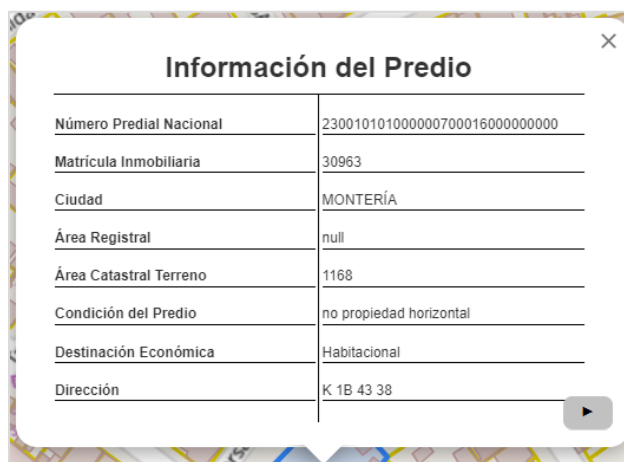 Información del Predio
Número Predial Nacional 230010101000000700016000000000
Matrícula Inmobiliaria 30963
Ciudad MONTERÍA
Área Registral null
Área Catastral Terreno 1168
Condición del Predio no propiedad horizontal
Destinación Económica Habitacional
Dirección K 1B 43 38